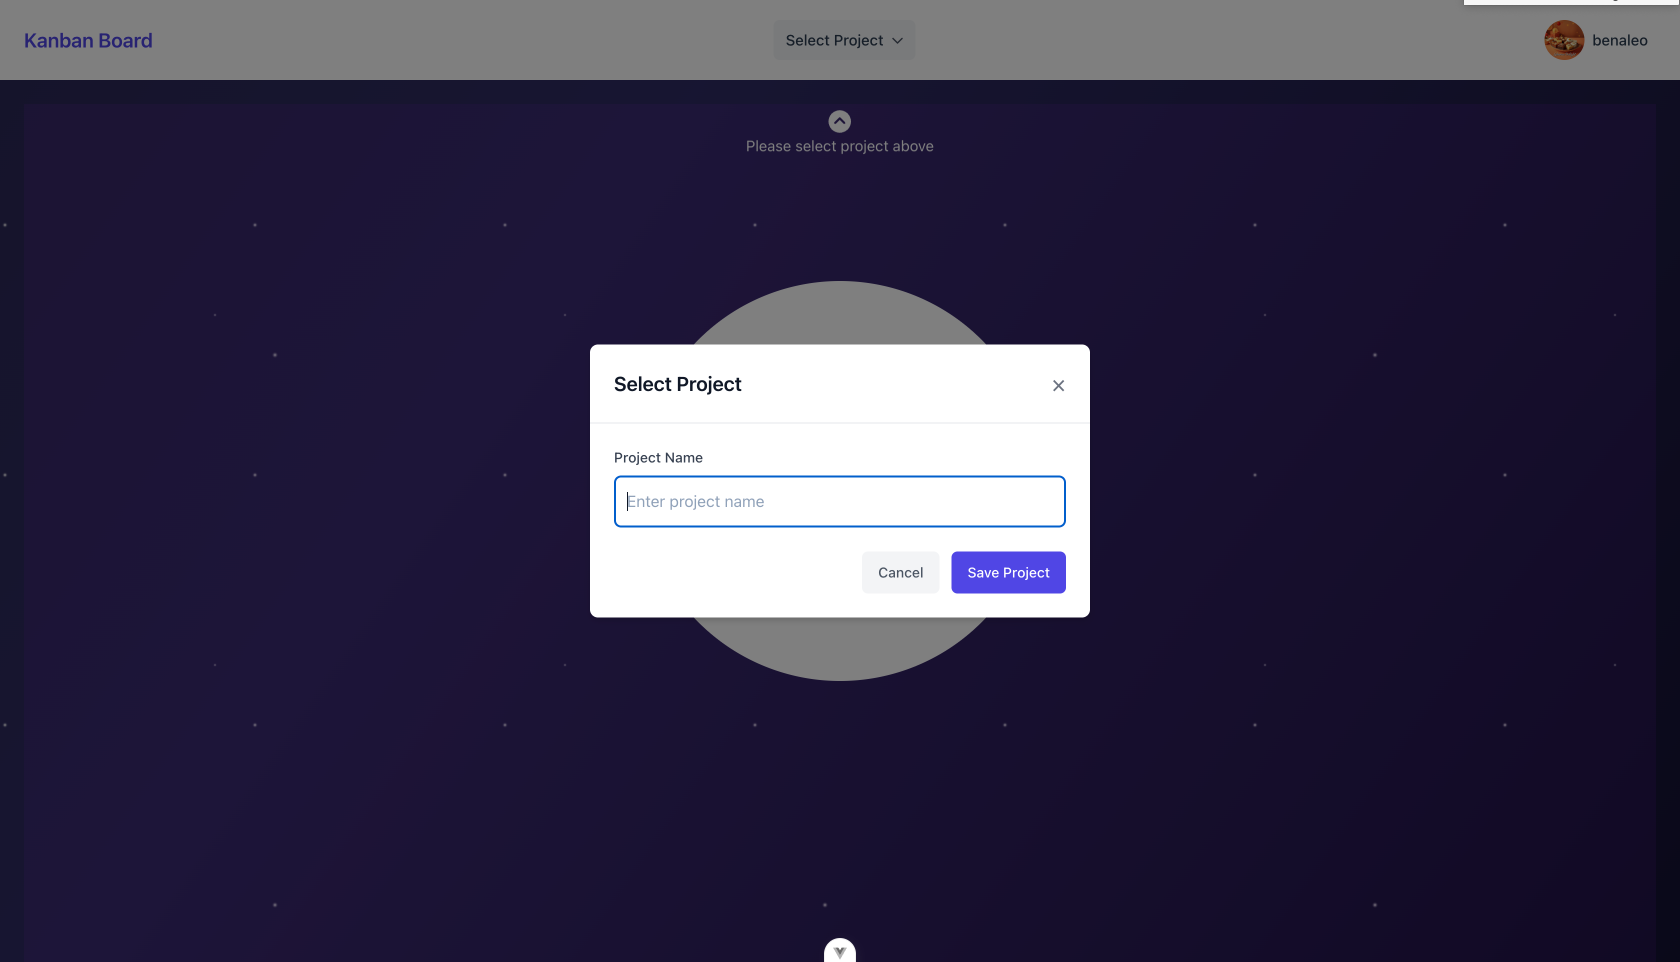 Kanban Board
Select Project
benaleo
Please select project above
Select Project
Project Name
Enter project name
Cancel
Save Project